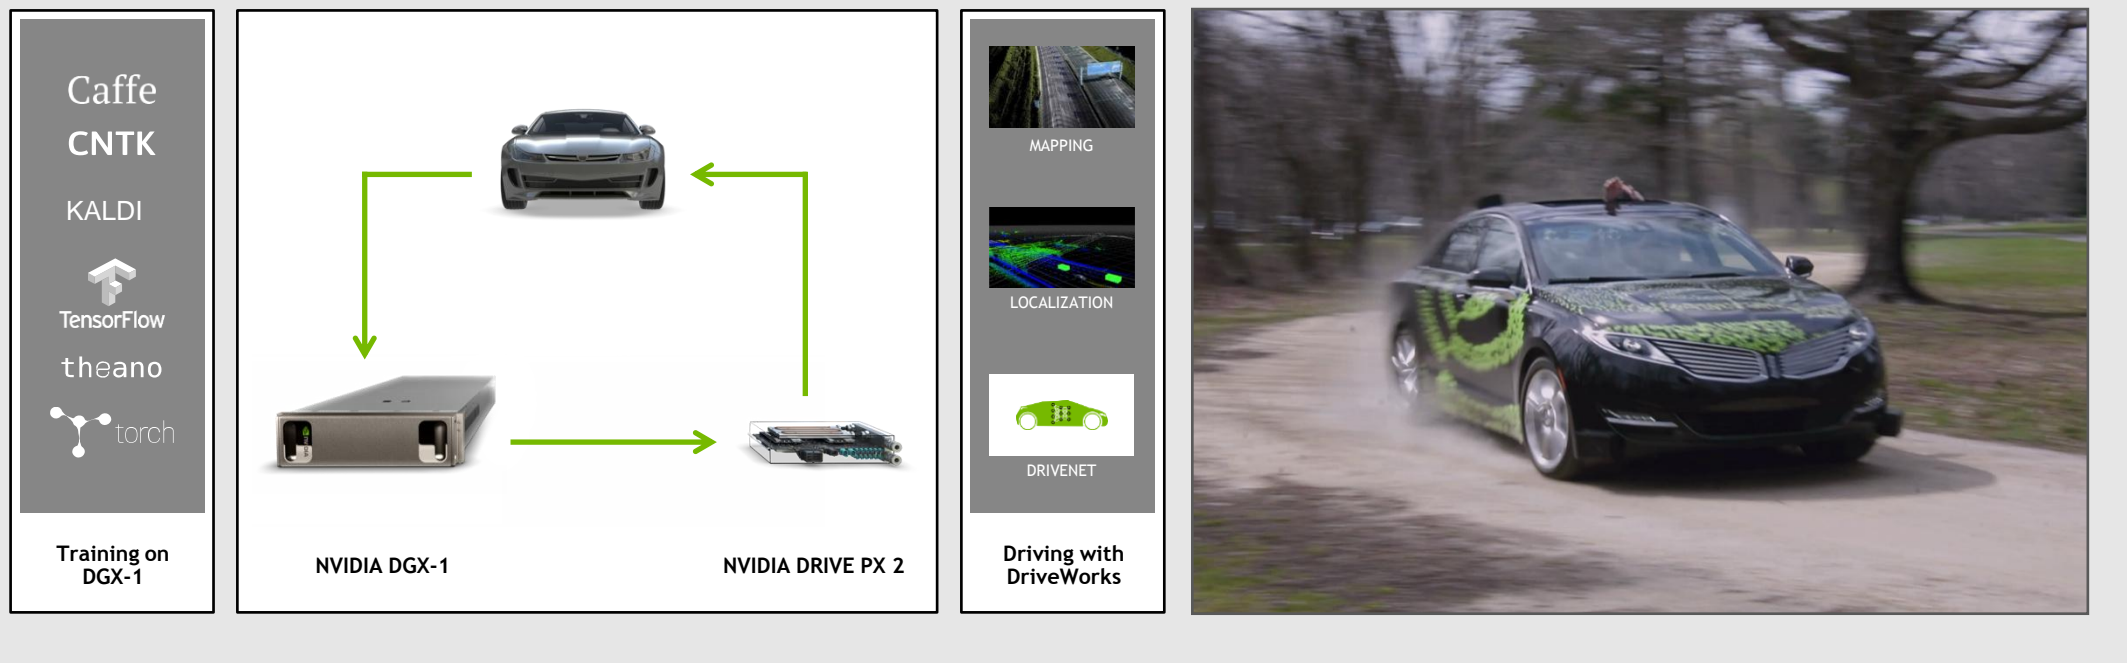 Caffe
CNTK
KALDI
TensorFlow
theano
torch
Training on
DGX-1
NVIDIA DGX-1
NVIDIA DRIVE PX 2
MAPPING
LOCALIZATION
DRIVENET
Driving with
DriveWorks